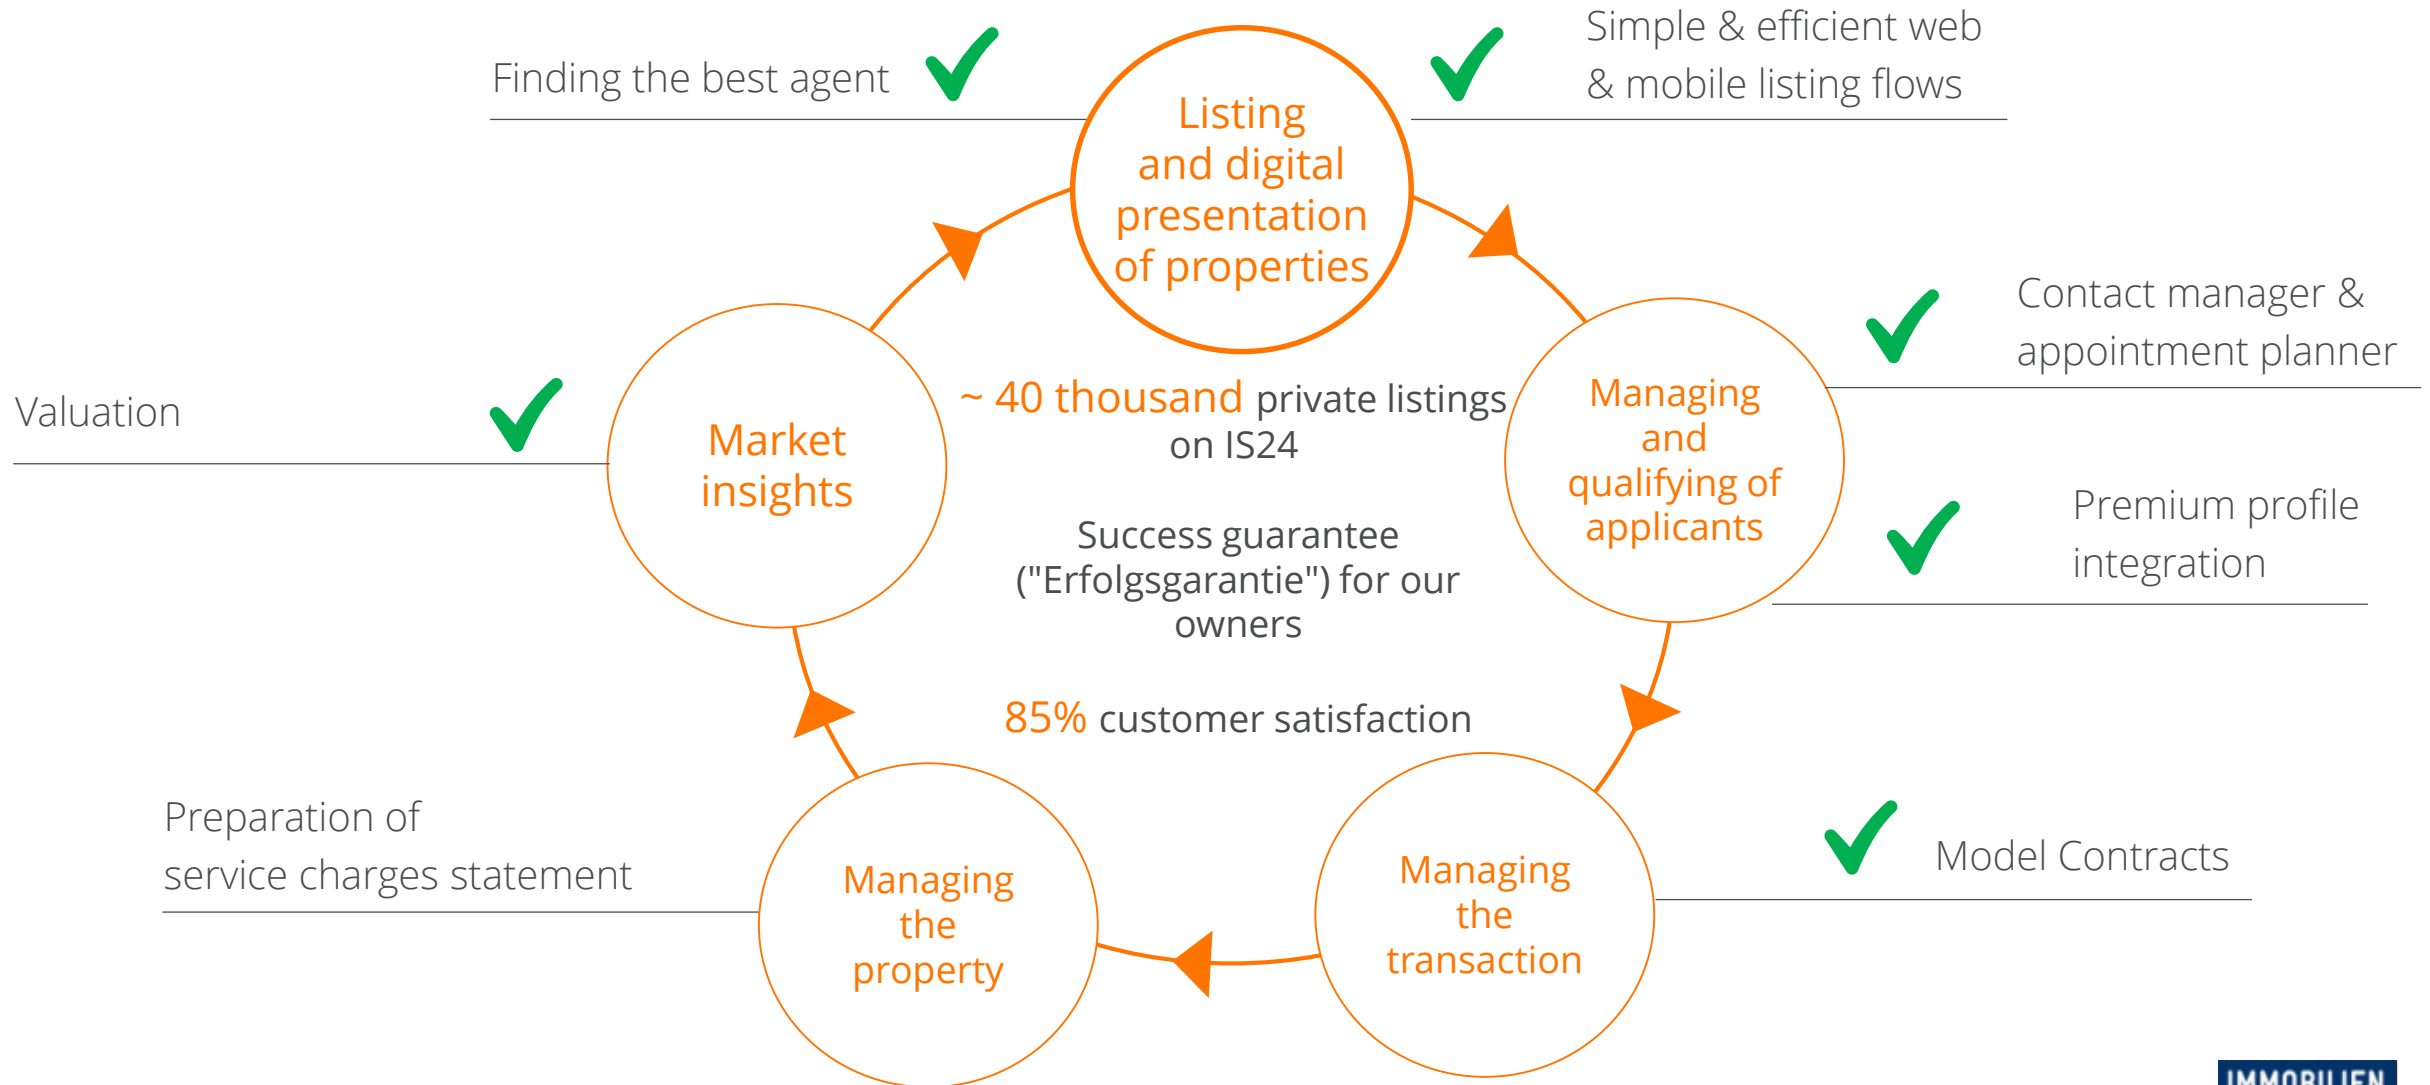 Finding the best agent
Simple & efficient web
& mobile listing flows
Listing
and digital
presentation
of properties
Contact manager &
appointment planner
Valuation
Market
insights
~ 40 thousand private listings
on IS24
Managing
and
qualifying of
applicants
Premium profile
integration
Success guarantee
("Erfolgsgarantie") for our
owners
85% customer satisfaction
Preparation of
service charges statement
Managing
the
property
Managing
the
transaction
Model Contracts
IMMOBILIEN